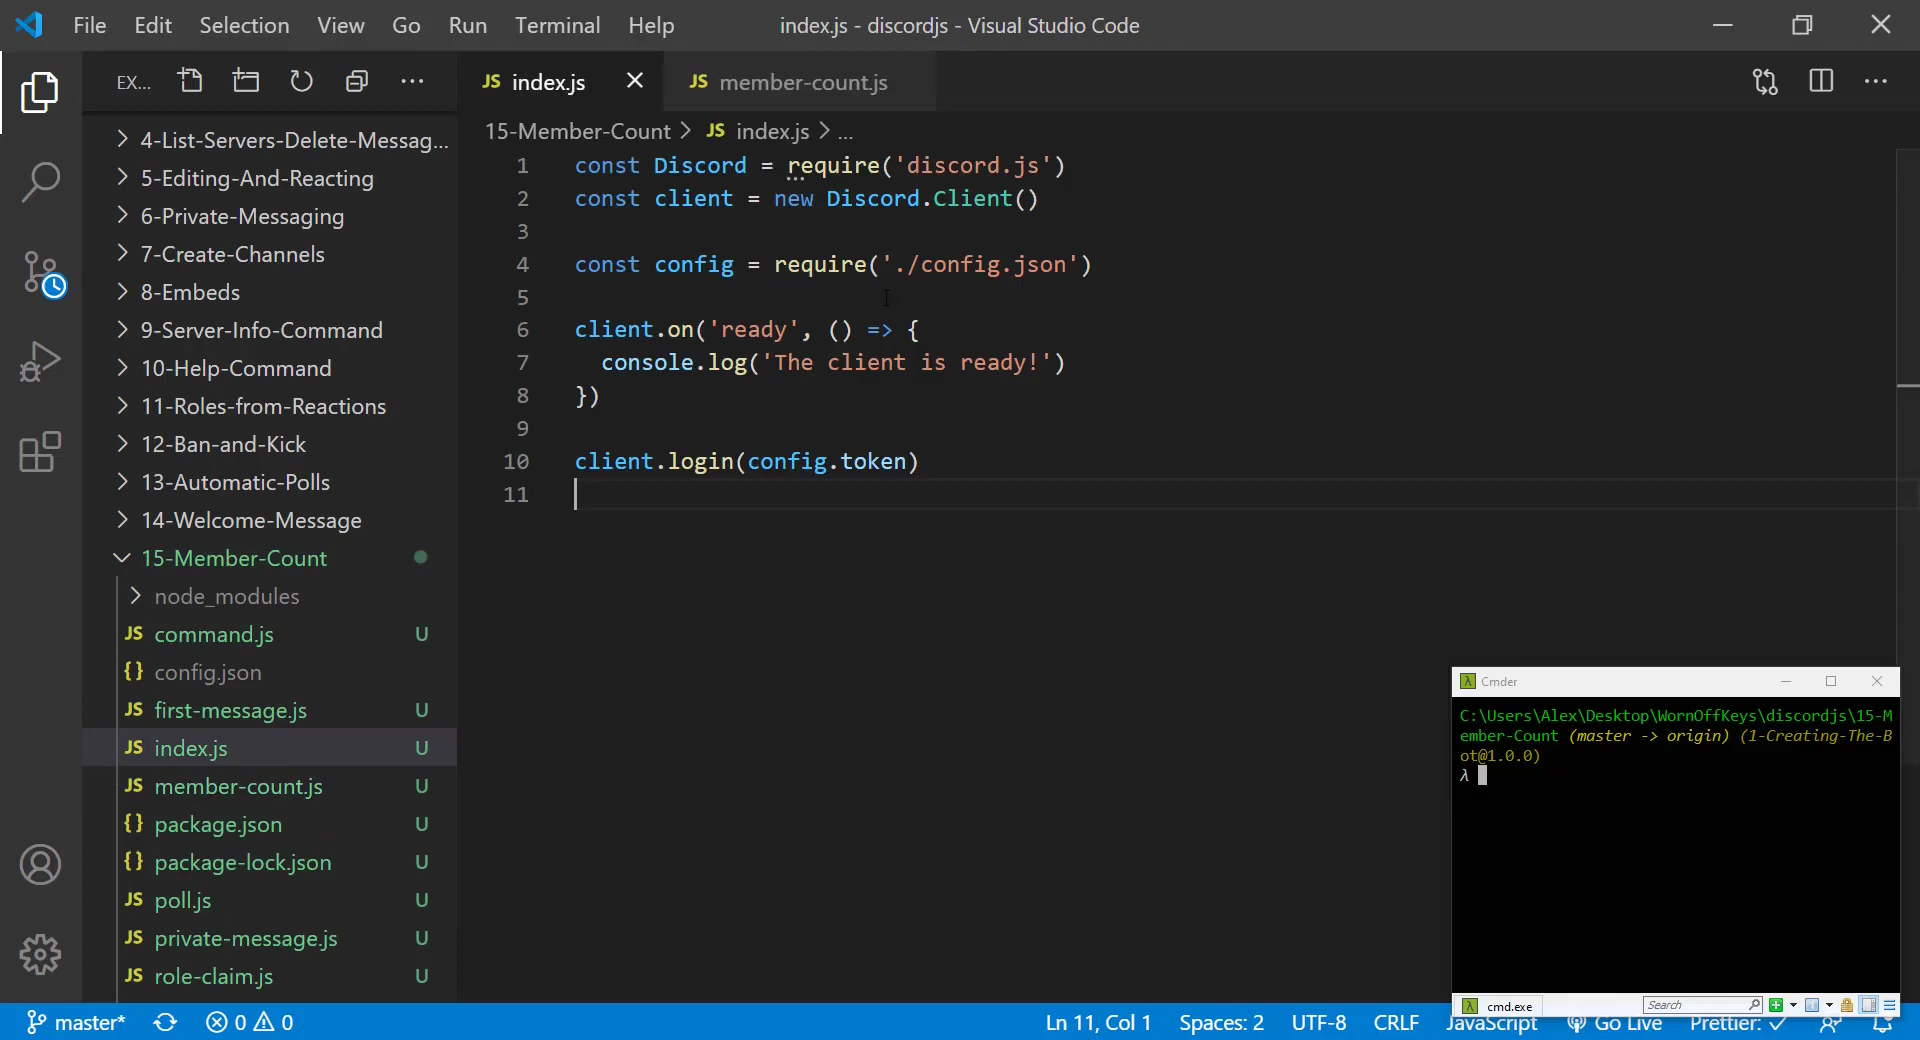 File Edit Selection View Go Run Terminal Help
index.js - discordjs - Visual Studio Code
EX...
JS index.js
JS member-count.js
15-Member-Count > JS index.js > ...
4-List-Servers-Delete-Messag...
5-Editing-And-Reacting
6-Private-Messaging
7-Create-Channels
8-Embeds
9-Server-Info-Command
10-Help-Command
11-Roles-from-Reactions
12-Ban-and-Kick
13-Automatic-Polls
14-Welcome-Message
15-Member-Count
node_modules
JS command.js U
{} config.json
JS first-message.js U
JS index.js U
JS member-count.js U
{} package.json U
{} package-lock.json U
JS poll.js U
JS private-message.js U
JS role-claim.js U
1 const Discord = require('discord.js')
2 const client = new Discord.Client()
3
4 const config = require('./config.json')
5
6 client.on('ready', () => {
7 console.log('The client is ready!')
8 })
9
10 client.login(config.token)
11
λ Cmder
C:\Users\Alex\Desktop\WornOffKeys\discordjs\15-M
ember-Count (master -> origin) (1-Creating-The-B
ot@1.0.0)
λ
λ cmd.exe
Search
master* 0 0
Ln 11, Col 1 Spaces: 2 UTF-8 CRLF JavaScript Go Live Prettier: ✓